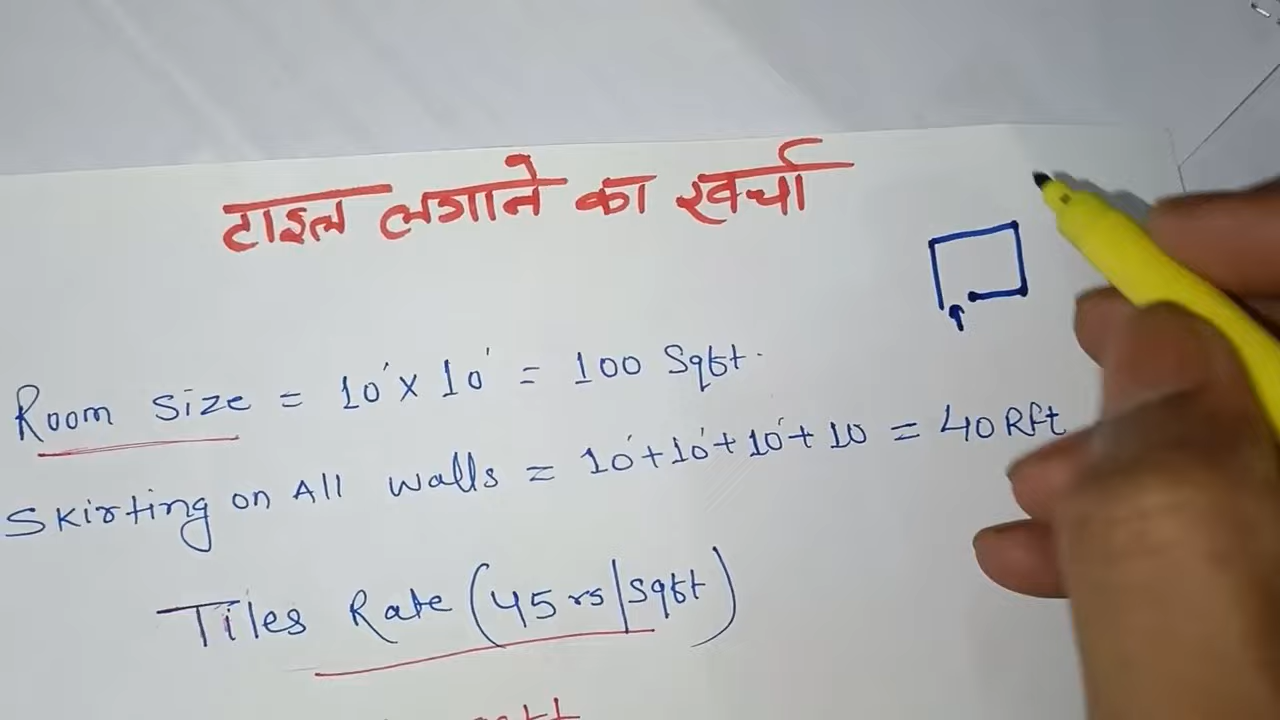 टाइल लगाने का खर्चा
Room Size = 10' x 10' = 100 Sqft.
Skirting on All walls = 10'+10'+10'+10 = 40 Rft
Tiles Rate (45 rs/Sqft)